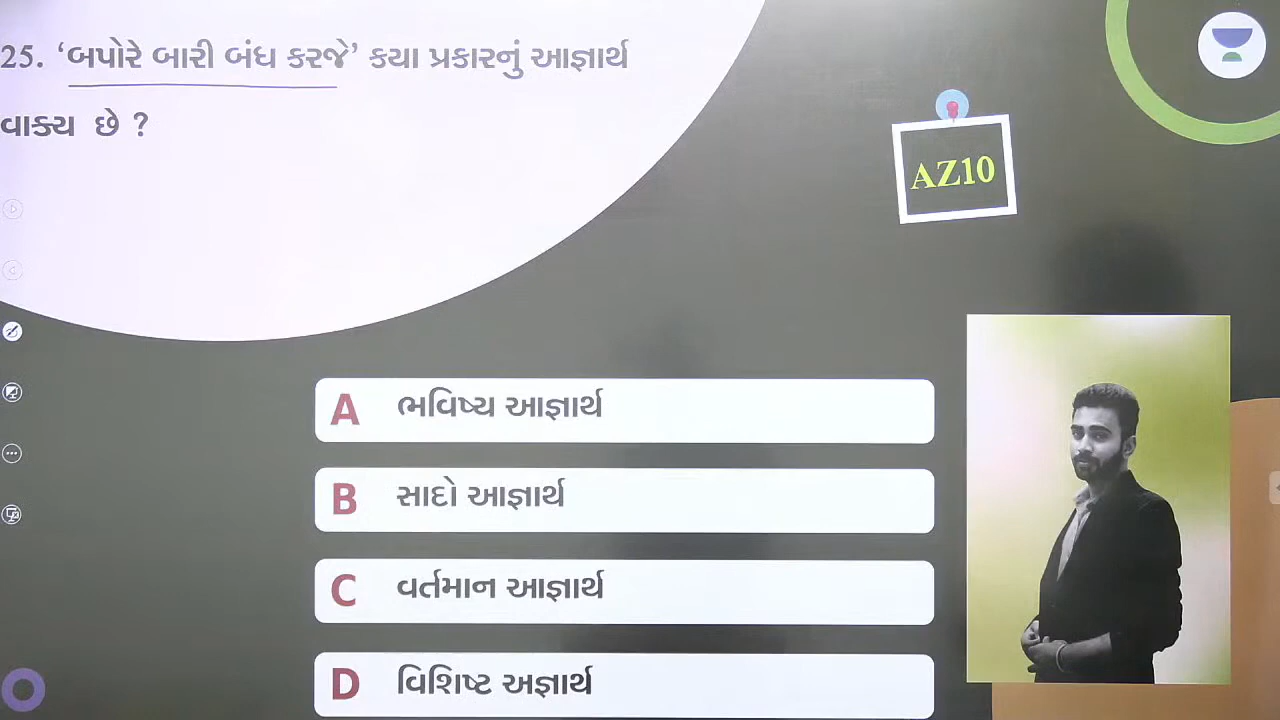 25. ‘બપોરે બારી બંધ કરજે’ કયા પ્રકારનું આજ્ઞાર્થ
વાક્ય છે ?
AZ10
A ભવિષ્ય આજ્ઞાર્થ
B સાદો આજ્ઞાર્થ
C વર્તમાન આજ્ઞાર્થ
D વિશિષ્ટ અજ્ઞાર્થ